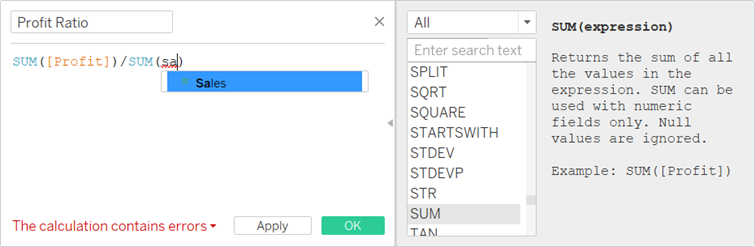 Profit Ratio
SUM([Profit])/SUM(sa)
Sales
The calculation contains errors
Apply
OK
All
Enter search text
SPLIT
SQRT
SQUARE
STARTSWITH
STDEV
STDEVP
STR
SUM
TAN
SUM(expression)
Returns the sum of all
the values in the
expression. SUM can be
used with numeric
fields only. Null
values are ignored.
Example: SUM([Profit])